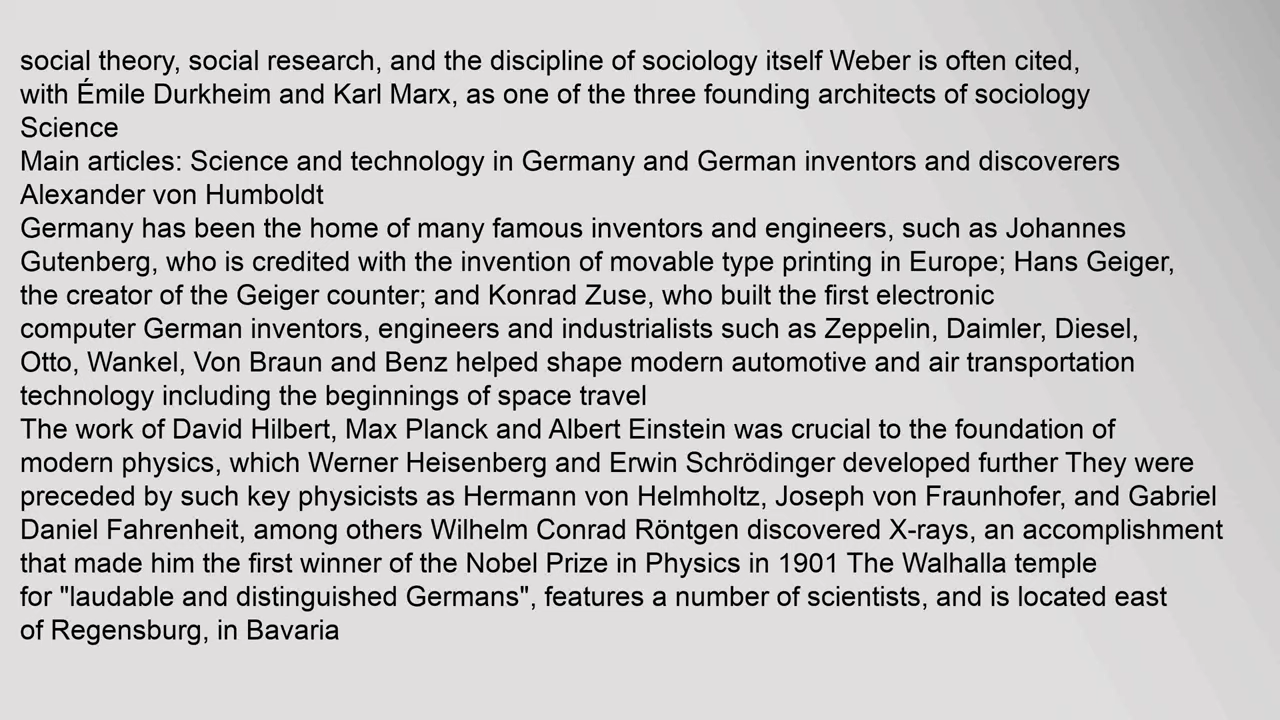 social theory, social research, and the discipline of sociology itself Weber is often cited,
with Émile Durkheim and Karl Marx, as one of the three founding architects of sociology
Science
Main articles: Science and technology in Germany and German inventors and discoverers
Alexander von Humboldt
Germany has been the home of many famous inventors and engineers, such as Johannes
Gutenberg, who is credited with the invention of movable type printing in Europe; Hans Geiger,
the creator of the Geiger counter; and Konrad Zuse, who built the first electronic
computer German inventors, engineers and industrialists such as Zeppelin, Daimler, Diesel,
Otto, Wankel, Von Braun and Benz helped shape modern automotive and air transportation
technology including the beginnings of space travel
The work of David Hilbert, Max Planck and Albert Einstein was crucial to the foundation of
modern physics, which Werner Heisenberg and Erwin Schrödinger developed further They were
preceded by such key physicists as Hermann von Helmholtz, Joseph von Fraunhofer, and Gabriel
Daniel Fahrenheit, among others Wilhelm Conrad Röntgen discovered X-rays, an accomplishment
that made him the first winner of the Nobel Prize in Physics in 1901 The Walhalla temple
for "laudable and distinguished Germans", features a number of scientists, and is located east
of Regensburg, in Bavaria